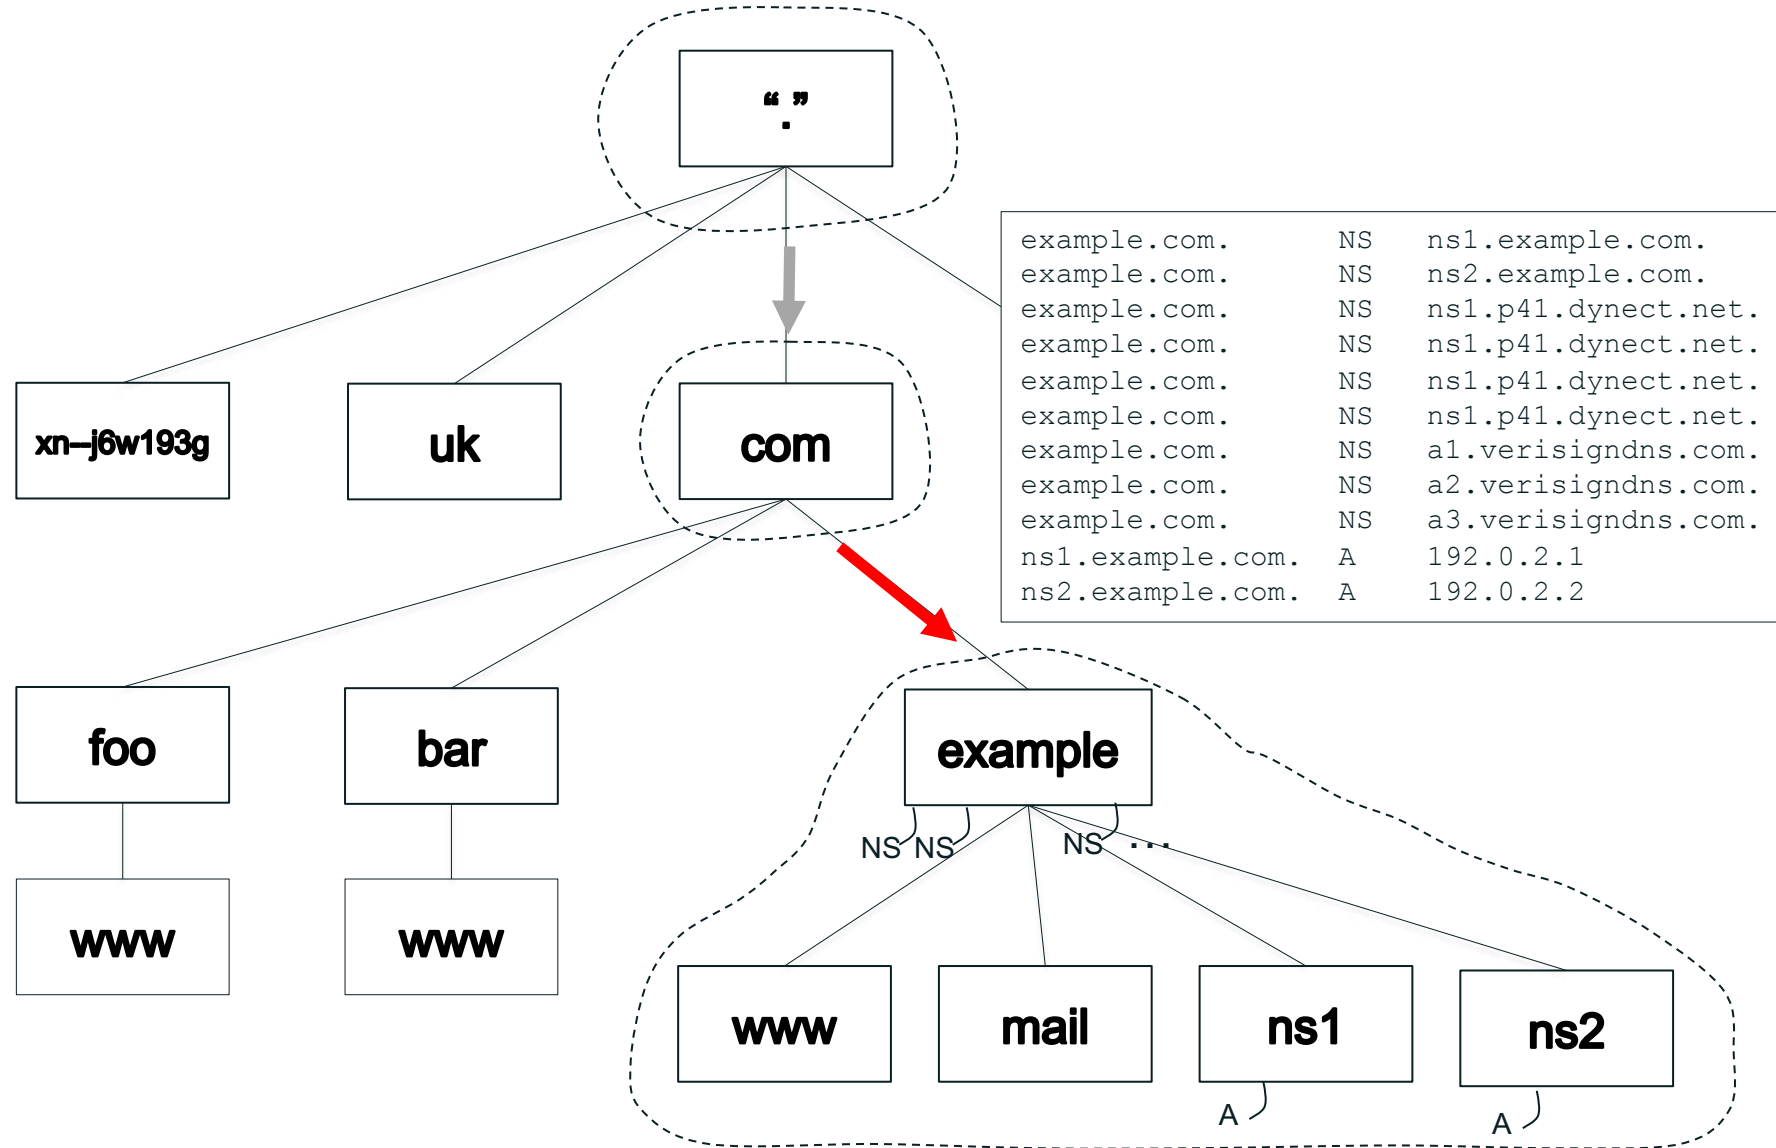 “.”
example.com. NS ns1.example.com.
example.com. NS ns2.example.com.
example.com. NS ns1.p41.dynect.net.
example.com. NS ns1.p41.dynect.net.
example.com. NS ns1.p41.dynect.net.
example.com. NS ns1.p41.dynect.net.
example.com. NS a1.verisigndns.com.
example.com. NS a2.verisigndns.com.
example.com. NS a3.verisigndns.com.
ns1.example.com. A 192.0.2.1
ns2.example.com. A 192.0.2.2
xn--j6w193g
uk
com
foo
bar
example
NS NS NS ...
www
www
www
mail
ns1
ns2
A
A